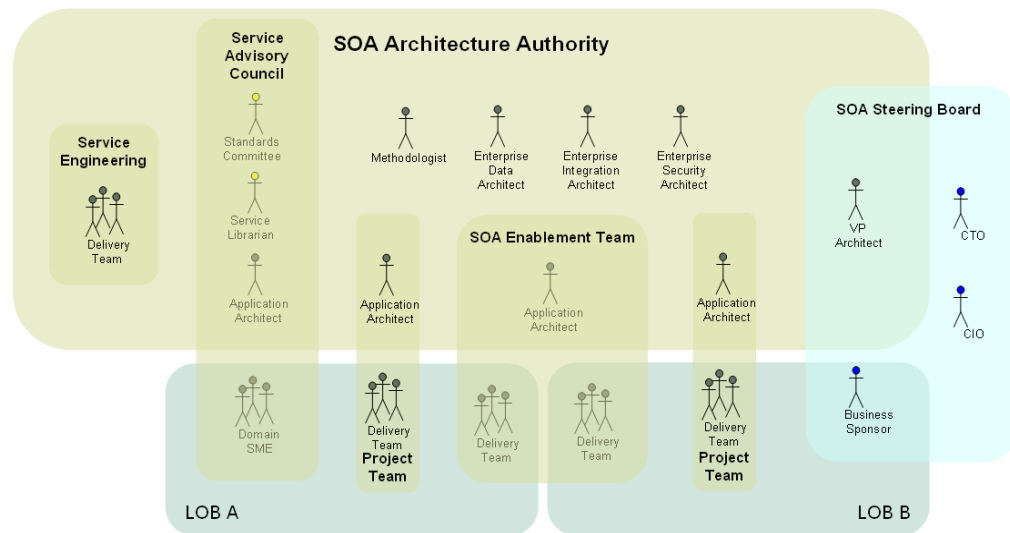 SOA Architecture Authority
Service
Advisory
Council
Standards
Committee
Service
Librarian
Application
Architect
Domain
SME
Service
Engineering
Delivery
Team
Methodologist
Enterprise
Data
Architect
Enterprise
Integration
Architect
Enterprise
Security
Architect
Application
Architect
Delivery
Team
Project
Team
SOA Enablement Team
Application
Architect
Delivery
Team
Delivery
Team
Application
Architect
Delivery
Team
Project
Team
SOA Steering Board
VP
Architect
CTO
CIO
Business
Sponsor
LOB A
LOB B